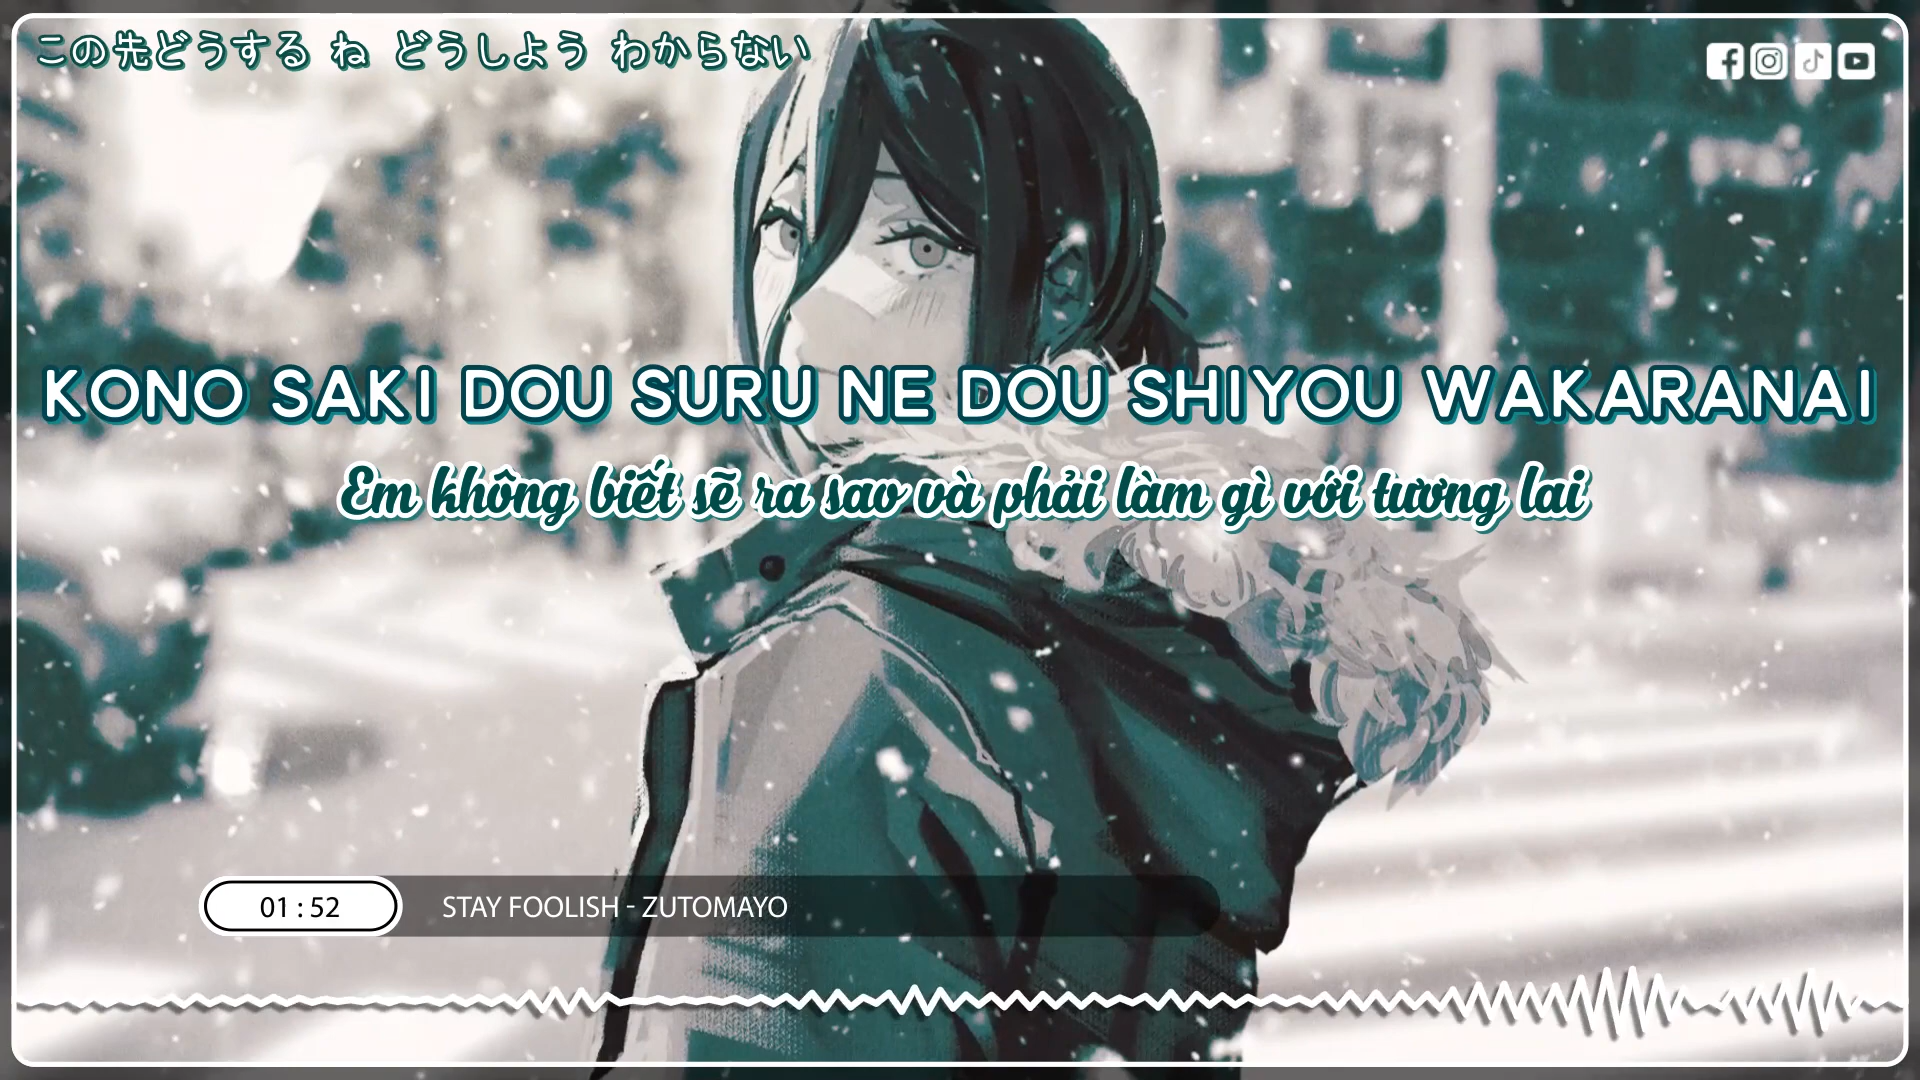 この先どうする ね どうしよう わからない
KONO SAKI DOU SURU NE DOU SHIYOU WAKARANAI
Em không biết sẽ ra sao và phải làm gì với tương lai
01 : 52
STAY FOOLISH - ZUTOMAYO